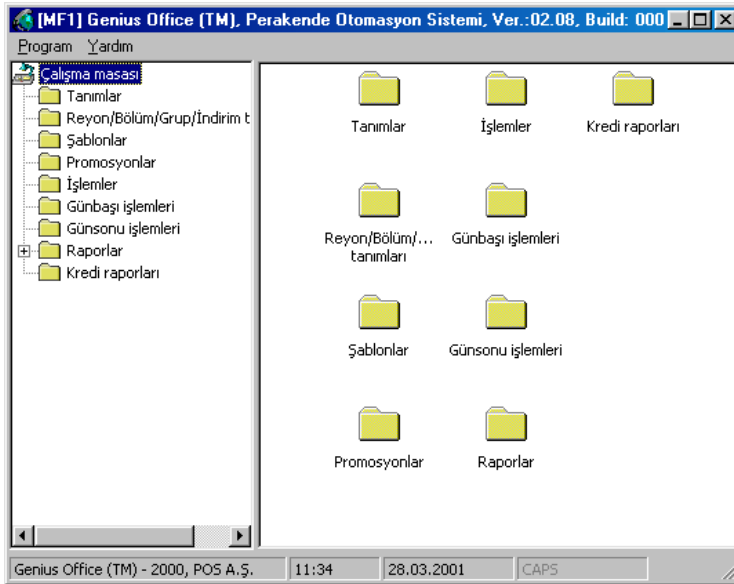 [MF1] Genius Office (TM), Perakende Otomasyon Sistemi, Ver.:02.08, Build: 000
Program Yardım
Çalışma masası
Tanımlar
Reyon/Bölüm/Grup/İndirim t
Şablonlar
Promosyonlar
İşlemler
Günbaşı işlemleri
Günsonu işlemleri
Raporlar
Kredi raporları
Tanımlar İşlemler Kredi raporları
Reyon/Bölüm/... Günbaşı işlemleri
tanımları
Şablonlar Günsonu işlemleri
Promosyonlar Raporlar
Genius Office (TM) - 2000, POS A.Ş. 11:34 28.03.2001 CAPS